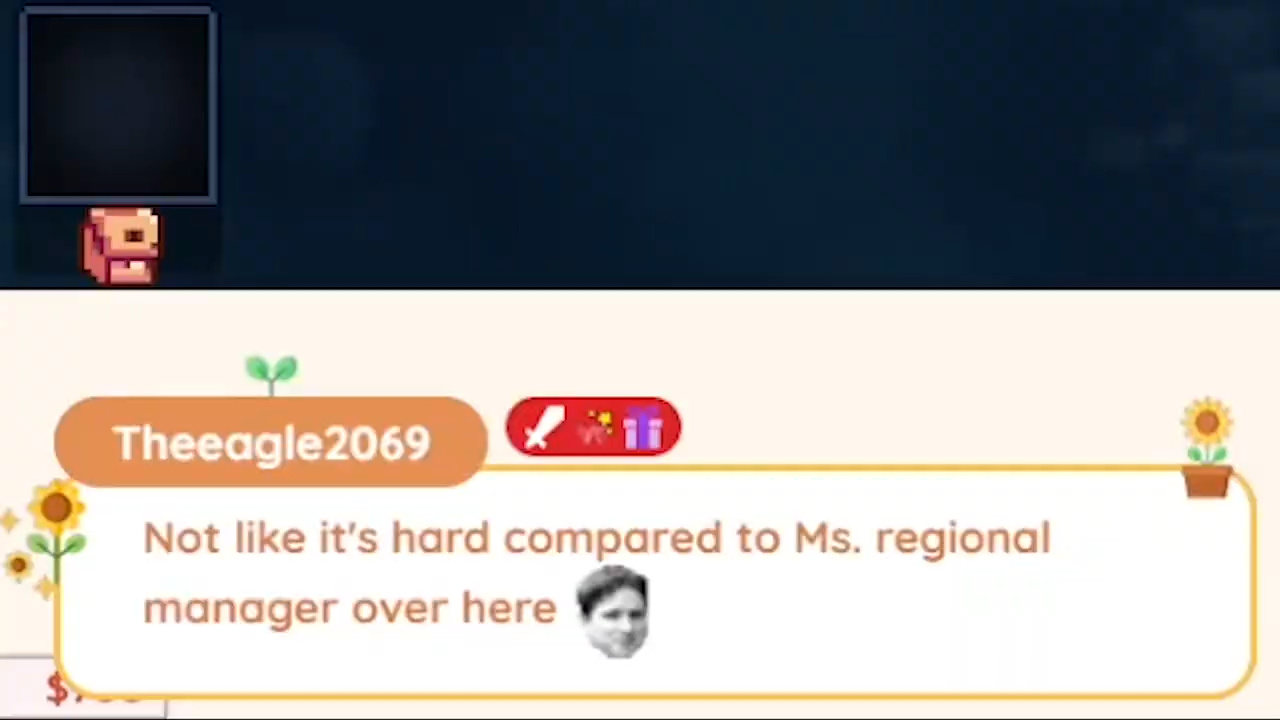 Theeagle2069
Not like it's hard compared to Ms. regional
manager over here